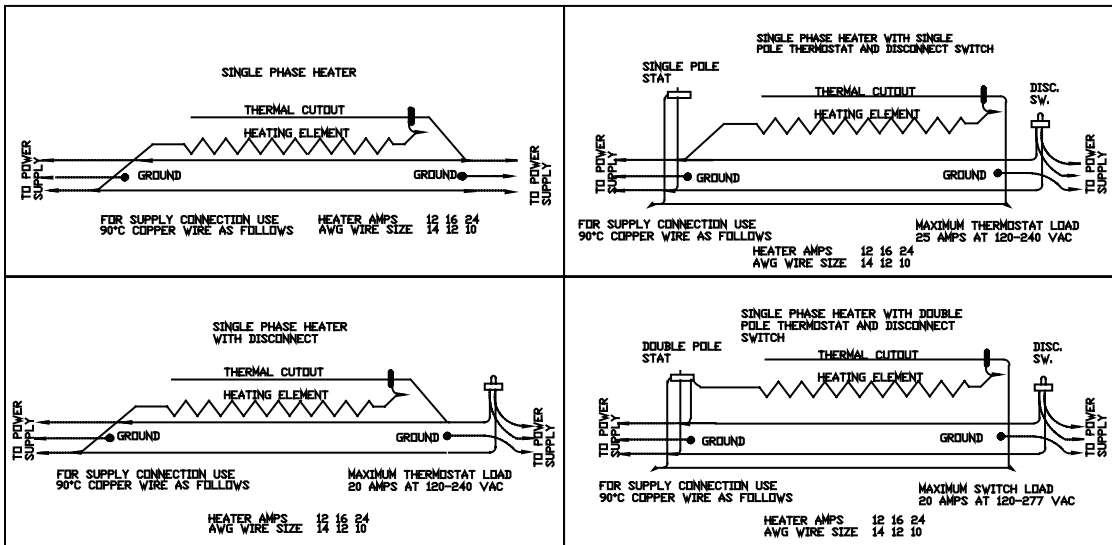 SINGLE PHASE HEATER
THERMAL CUTOUT
HEATING ELEMENT
TO POWER
SUPPLY
GROUND
GROUND
TO POWER
SUPPLY
FOR SUPPLY CONNECTION USE
90°C COPPER WIRE AS FOLLOWS
HEATER AMPS 12 16 24
AWG WIRE SIZE 14 12 10
SINGLE PHASE HEATER WITH SINGLE
POLE THERMOSTAT AND DISCONNECT SWITCH
SINGLE POLE
STAT
THERMAL CUTOUT
DISC.
SW.
HEATING ELEMENT
TO POWER
SUPPLY
GROUND
GROUND
TO POWER
SUPPLY
FOR SUPPLY CONNECTION USE
90°C COPPER WIRE AS FOLLOWS
MAXIMUM THERMOSTAT LOAD
25 AMPS AT 120-240 VAC
HEATER AMPS 12 16 24
AWG WIRE SIZE 14 12 10
SINGLE PHASE HEATER
WITH DISCONNECT
THERMAL CUTOUT
HEATING ELEMENT
TO POWER
SUPPLY
GROUND
GROUND
TO POWER
SUPPLY
FOR SUPPLY CONNECTION USE
90°C COPPER WIRE AS FOLLOWS
MAXIMUM THERMOSTAT LOAD
20 AMPS AT 120-240 VAC
HEATER AMPS 12 16 24
AWG WIRE SIZE 14 12 10
SINGLE PHASE HEATER WITH DOUBLE
POLE THERMOSTAT AND DISCONNECT
SWITCH
DOUBLE POLE
STAT
THERMAL CUTOUT
DISC.
SW.
HEATING ELEMENT
TO POWER
SUPPLY
GROUND
GROUND
TO POWER
SUPPLY
FOR SUPPLY CONNECTION USE
90°C COPPER WIRE AS FOLLOWS
MAXIMUM SWITCH LOAD
20 AMPS AT 120-277 VAC
HEATER AMPS 12 16 24
AWG WIRE SIZE 14 12 10